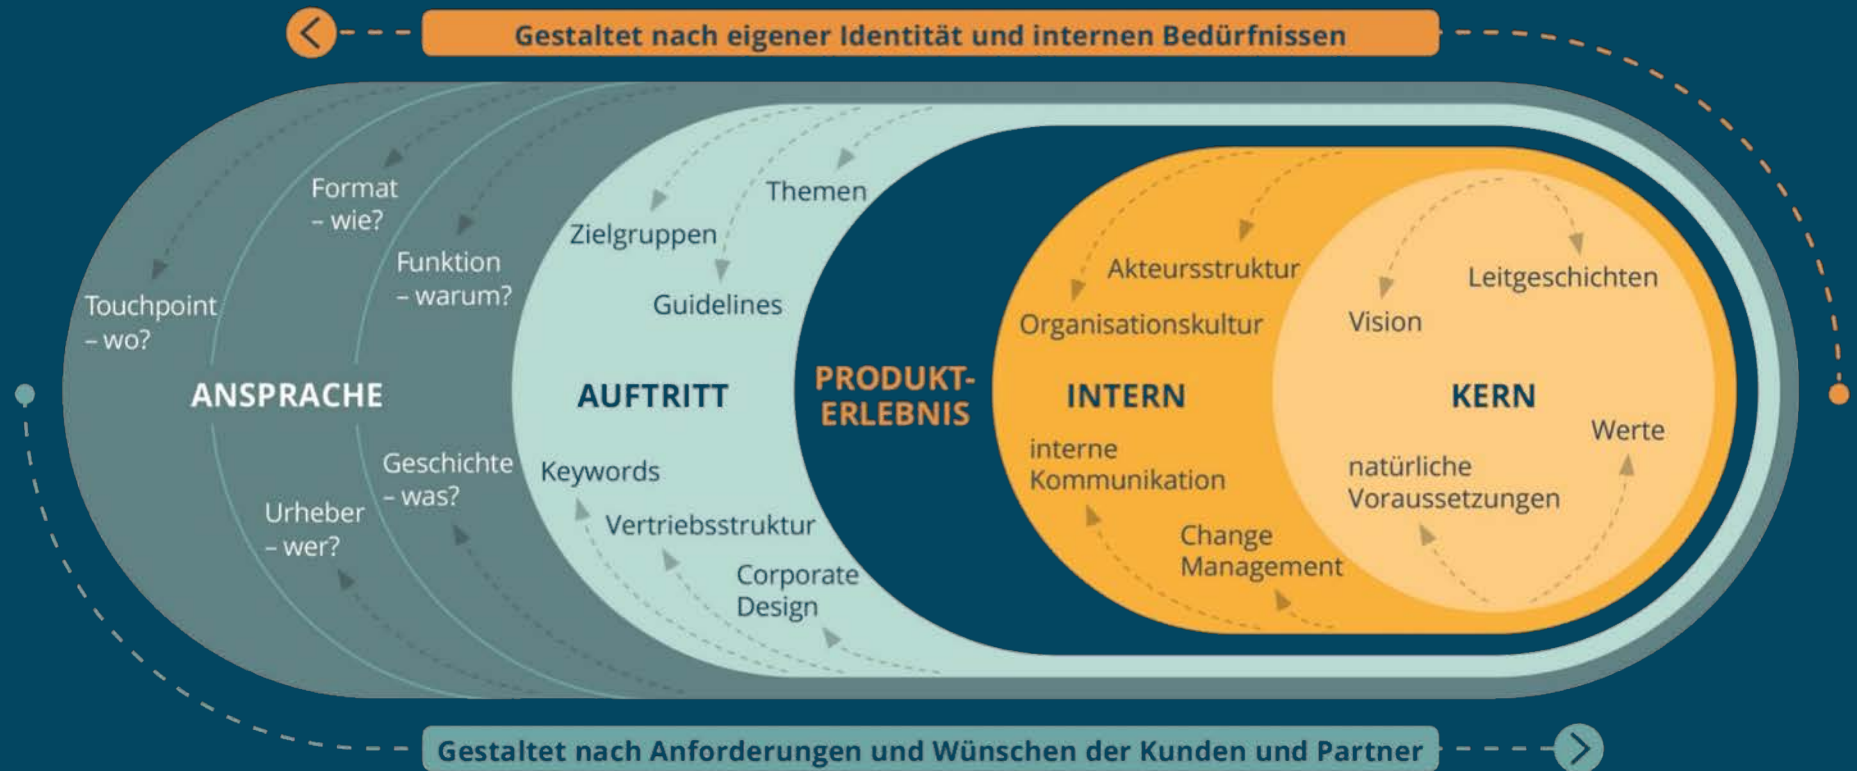 Gestaltet nach eigener Identität und internen Bedürfnissen
Format
– wie?
Funktion
– warum?
Touchpoint
– wo?
ANSPRACHE
Geschichte
– was?
Urheber
– wer?
Themen
Zielgruppen
Guidelines
AUFTRITT
Keywords
Vertriebsstruktur
Corporate
Design
PRODUKT-
ERLEBNIS
Akteursstruktur
Organisationskultur
INTERN
interne
Kommunikation
Change
Management
Leitgeschichten
Vision
KERN
Werte
natürliche
Voraussetzungen
Gestaltet nach Anforderungen und Wünschen der Kunden und Partner